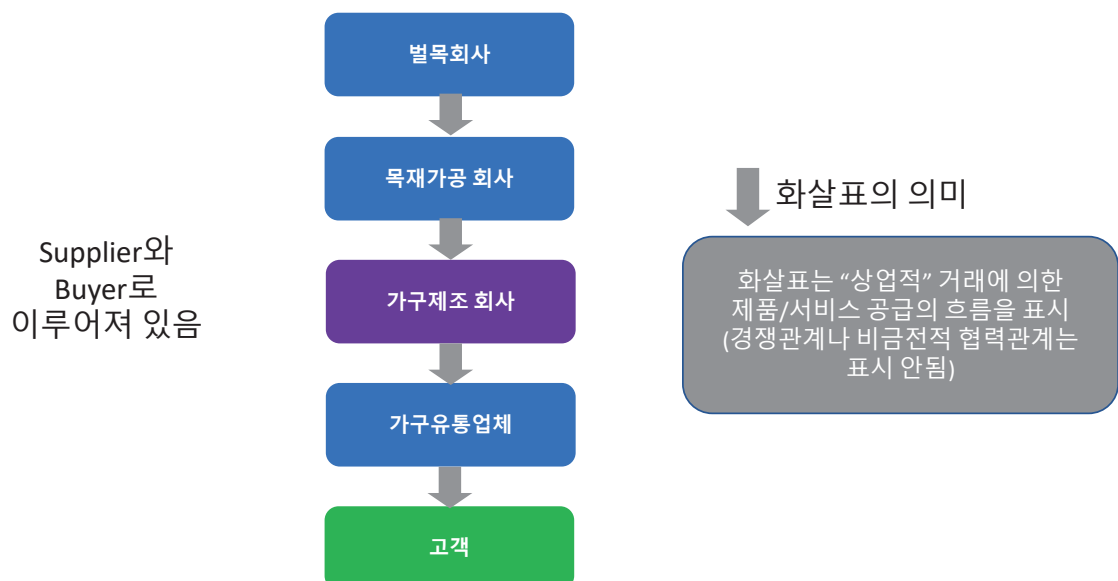 벌목회사
목재가공 회사
가구제조 회사
가구유통업체
고객
Supplier와
Buyer로
이루어져 있음
화살표의 의미
화살표는 “상업적” 거래에 의한
제품/서비스 공급의 흐름을 표시
(경쟁관계나 비금전적 협력관계는
표시 안됨)